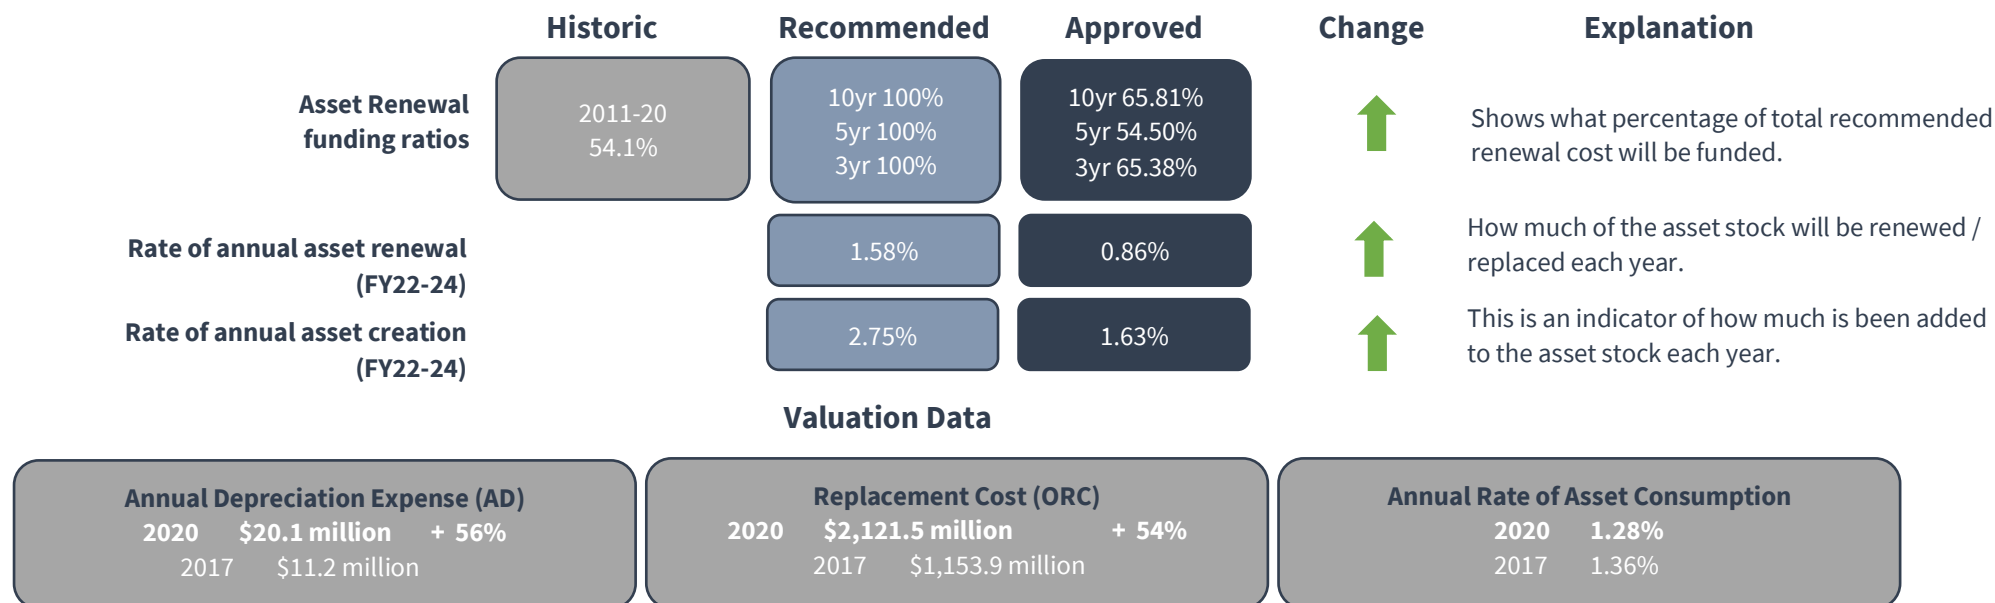 Historic Recommended Approved Change Explanation
Asset Renewal
funding ratios
2011-20
54.1%
10yr 100%
5yr 100%
3yr 100%
10yr 65.81%
5yr 54.50%
3yr 65.38%
Shows what percentage of total recommended
renewal cost will be funded.
Rate of annual asset renewal
(FY22-24)
1.58%
0.86%
How much of the asset stock will be renewed /
replaced each year.
Rate of annual asset creation
(FY22-24)
2.75%
1.63%
This is an indicator of how much is been added
to the asset stock each year.
Valuation Data
Annual Depreciation Expense (AD)
2020 $20.1 million + 56%
2017 $11.2 million
Replacement Cost (ORC)
2020 $2,121.5 million + 54%
2017 $1,153.9 million
Annual Rate of Asset Consumption
2020 1.28%
2017 1.36%